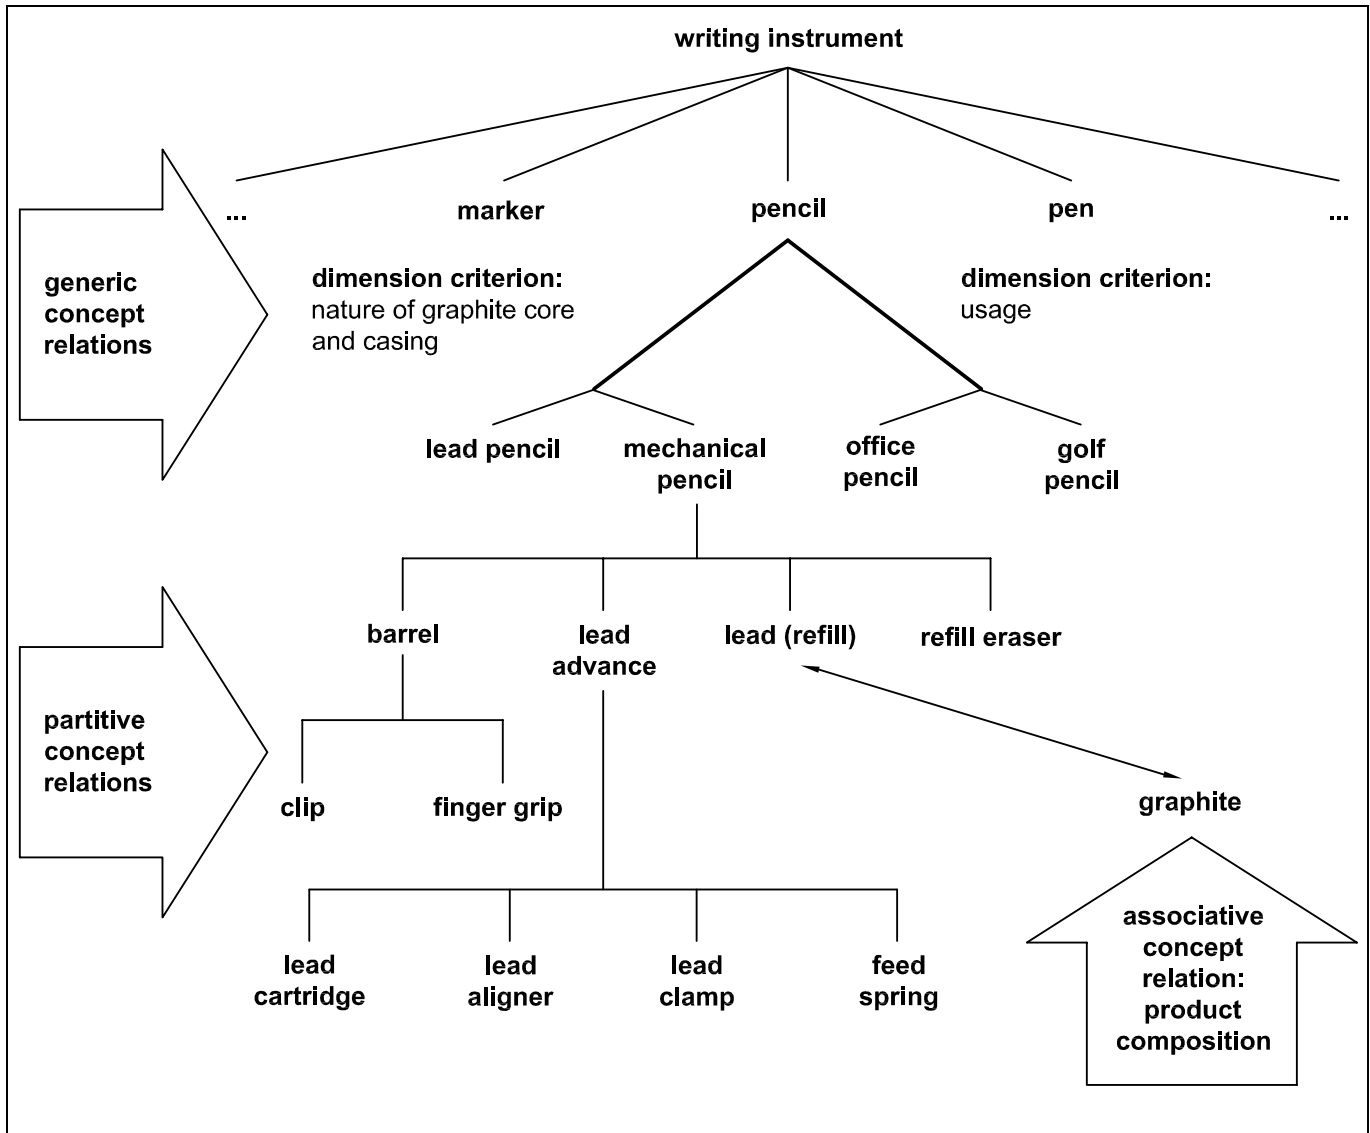 writing instrument
...
marker
pencil
pen
...
generic
concept
relations
dimension criterion:
nature of graphite core
and casing
dimension criterion:
usage
lead pencil
mechanical
pencil
office
pencil
golf
pencil
partitive
concept
relations
barrel
lead
advance
lead (refill)
refill eraser
clip
finger grip
graphite
lead
cartridge
lead
aligner
lead
clamp
feed
spring
associative
concept
relation:
product
composition